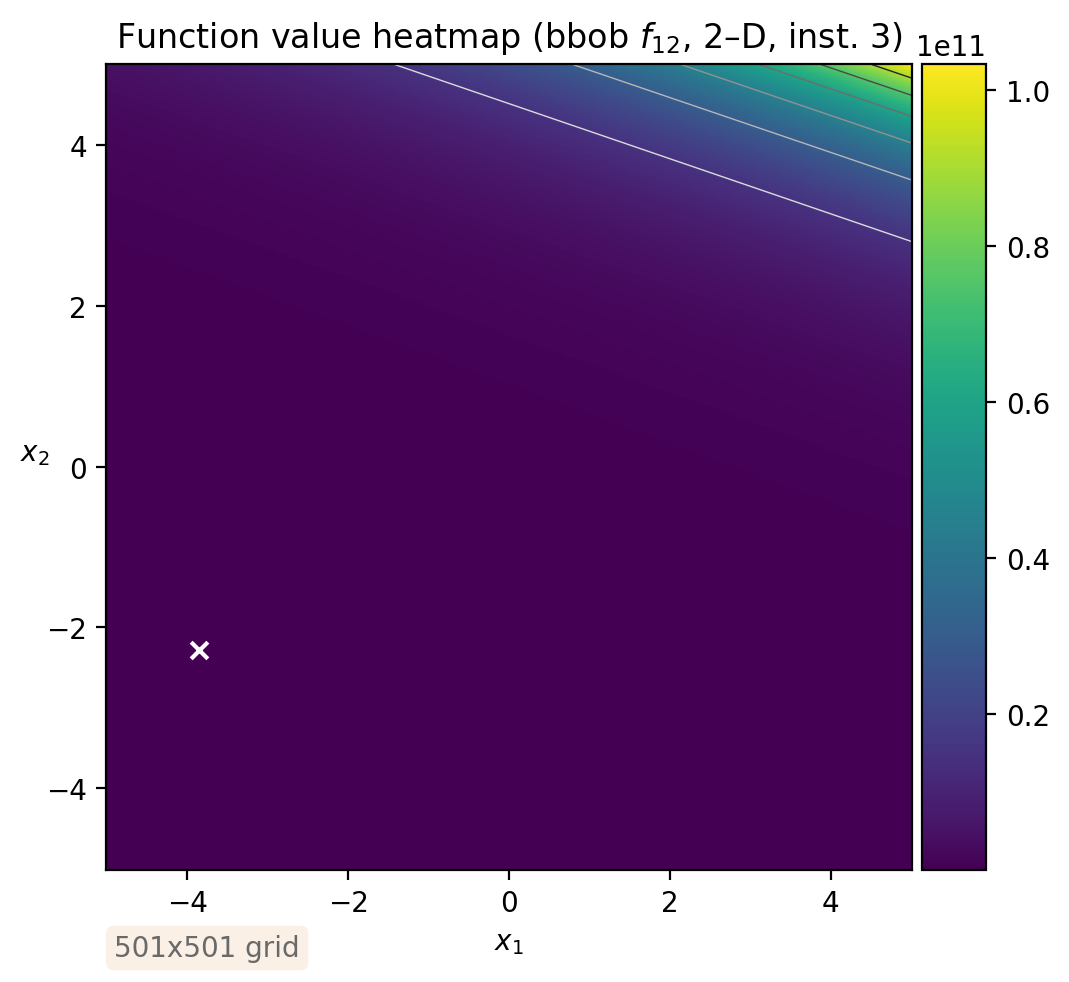 Function value heatmap (bbob f₁₂, 2–D, inst. 3)
1e11
1.0
0.8
0.6
0.4
0.2
x₂
4
2
0
−2
−4
−4 −2 0 2 4
x₁
501x501 grid